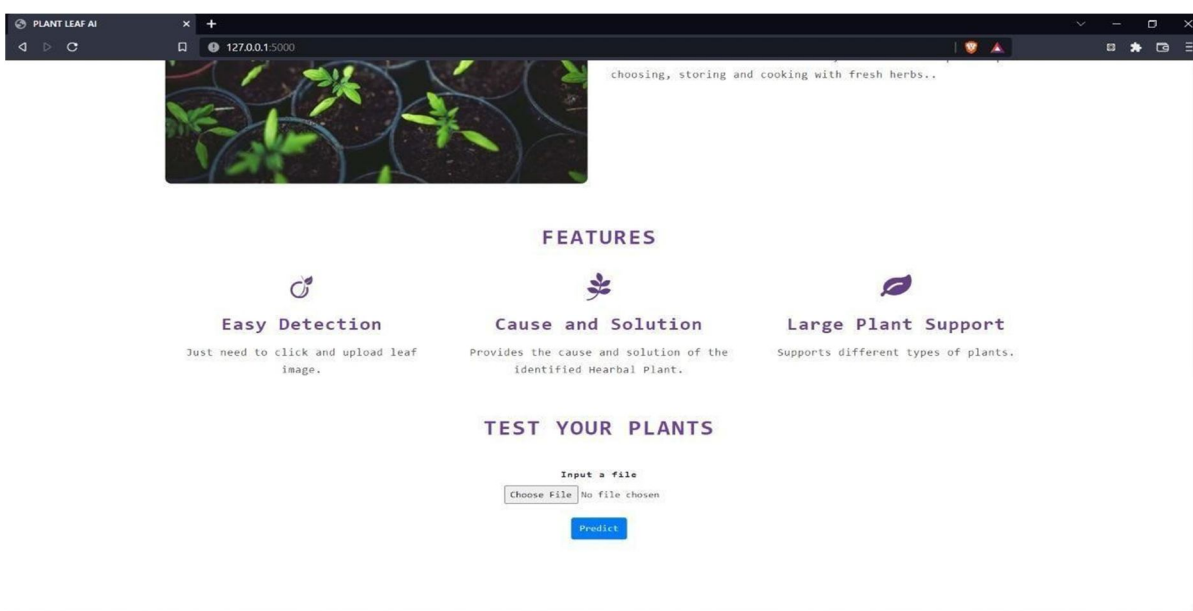 PLANT LEAF AI
127.0.0.1:5000
choosing, storing and cooking with fresh herbs..
FEATURES
Easy Detection
Just need to click and upload leaf
image.
Cause and Solution
Provides the cause and solution of the
identified Hearbal Plant.
Large Plant Support
Supports different types of plants.
TEST YOUR PLANTS
Input a file
Choose File No file chosen
Predict